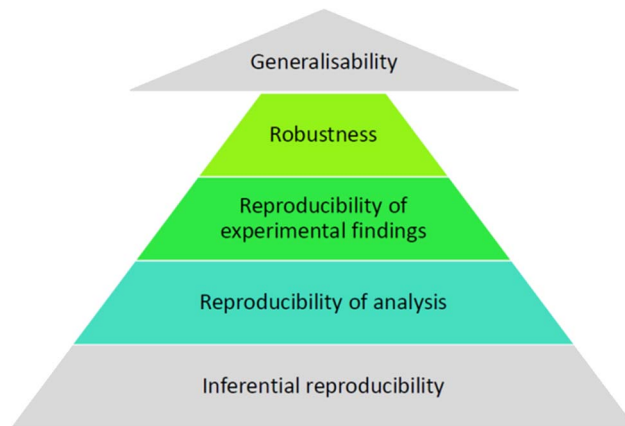 Generalisability
Robustness
Reproducibility of
experimental findings
Reproducibility of analysis
Inferential reproducibility